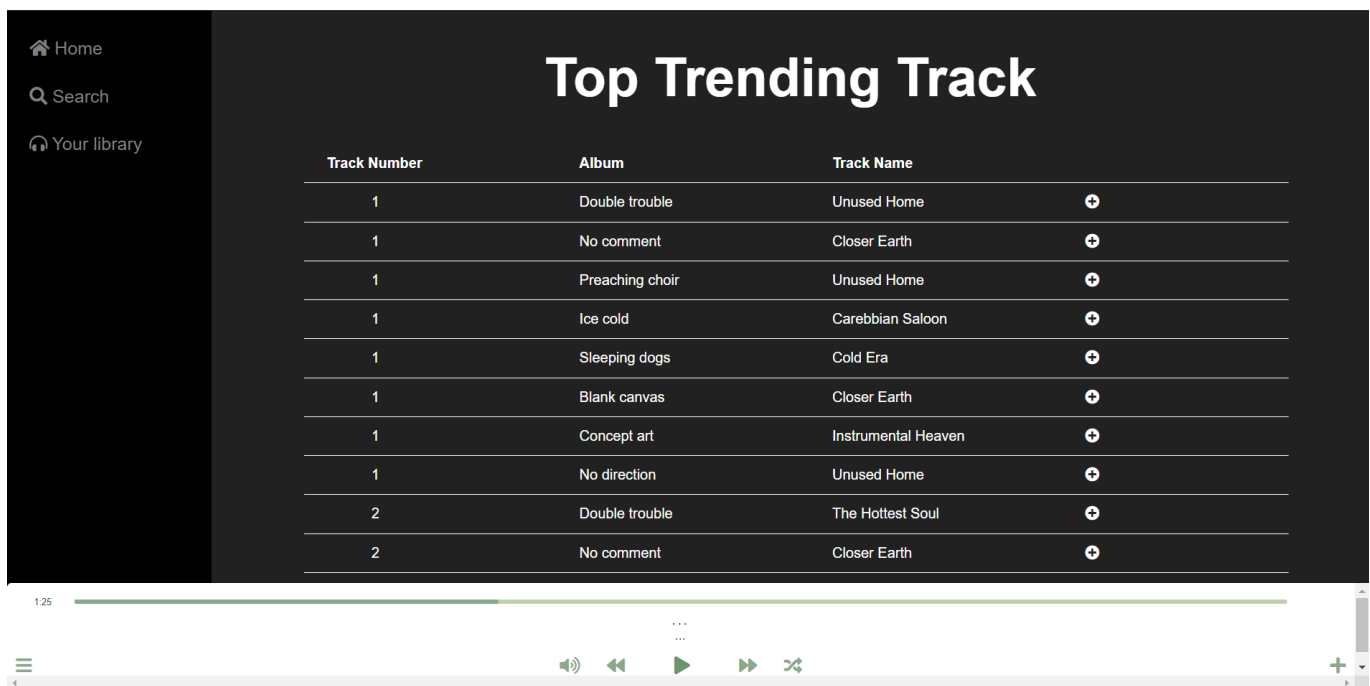 Home
Search
Your library
Top Trending Track
Track Number Album Track Name
1 Double trouble Unused Home
1 No comment Closer Earth
1 Preaching choir Unused Home
1 Ice cold Carebbian Saloon
1 Sleeping dogs Cold Era
1 Blank canvas Closer Earth
1 Concept art Instrumental Heaven
1 No direction Unused Home
2 Double trouble The Hottest Soul
2 No comment Closer Earth
1:25
...
...